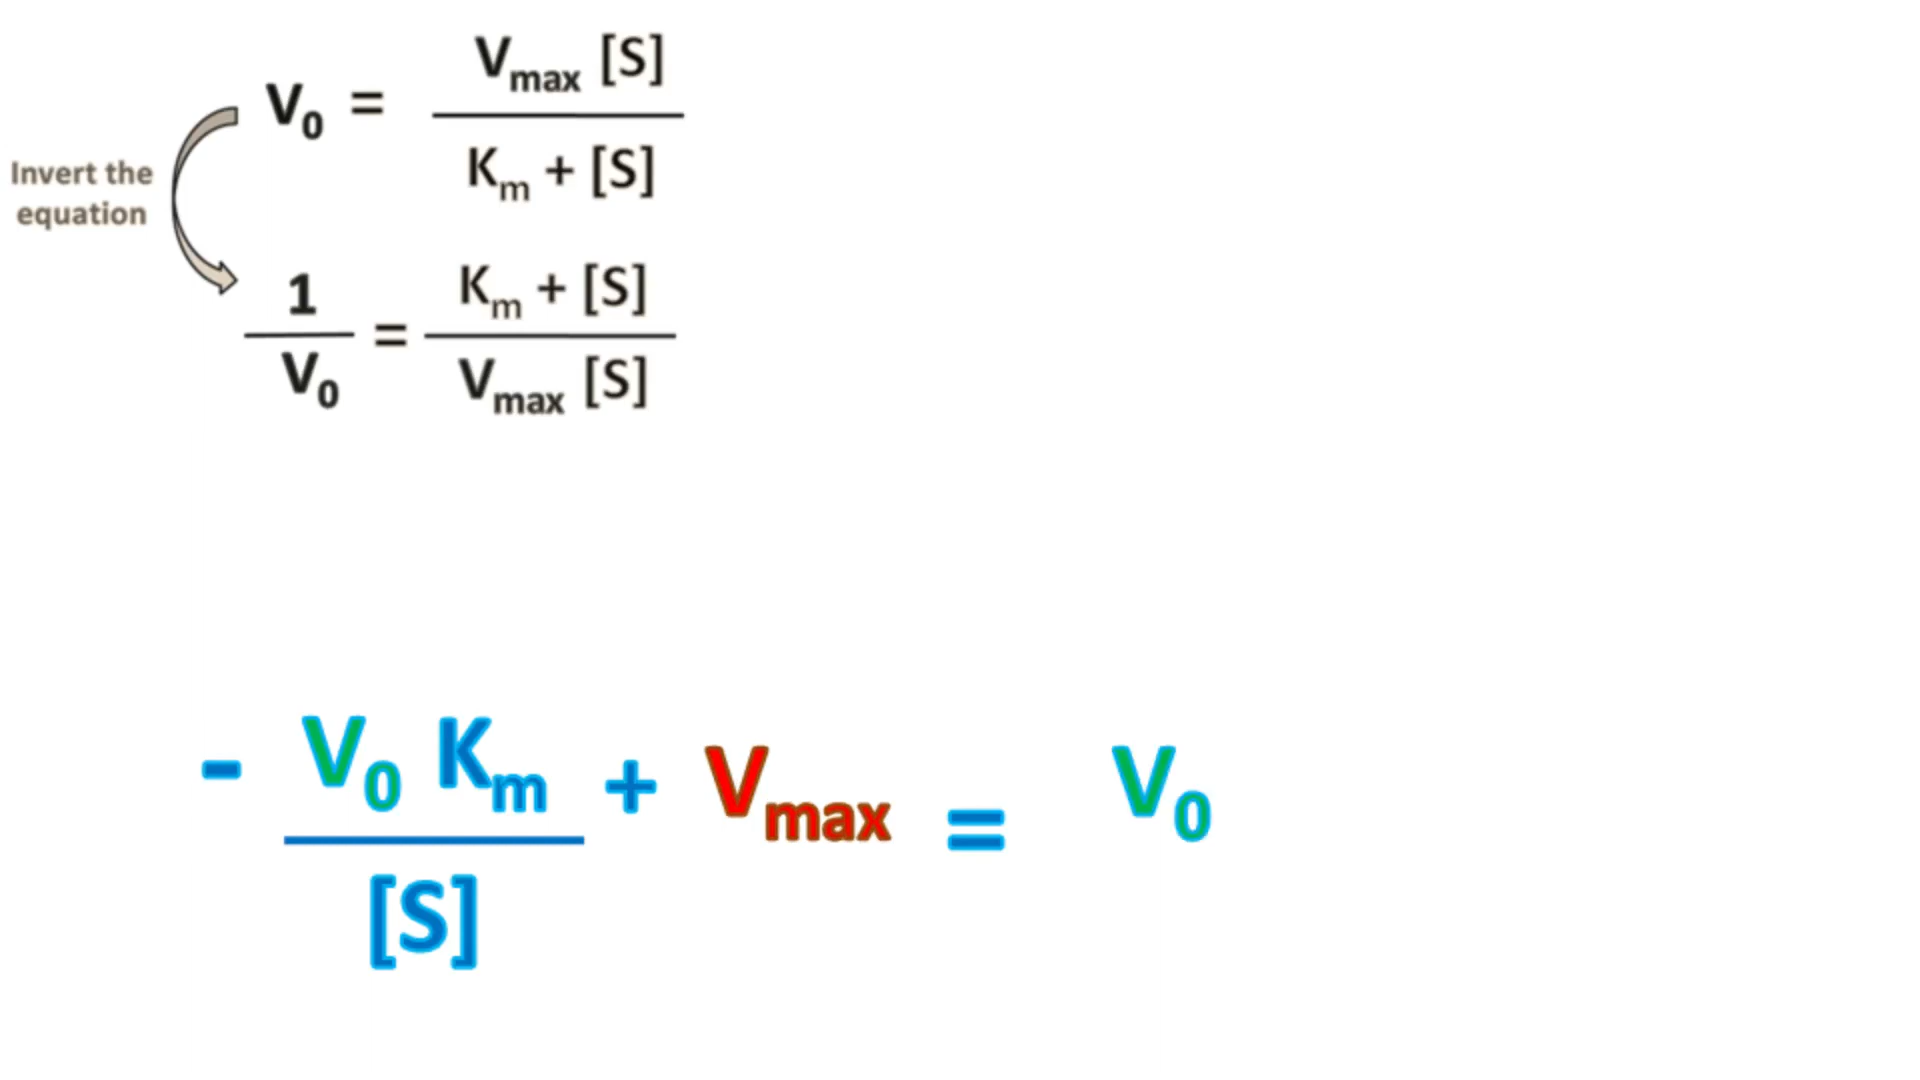 V₀ = Vmax [S]
Km + [S]
Invert the
equation
1
V₀ = Km + [S]
Vmax [S]
- V₀ Km + Vmax = V₀
[S]